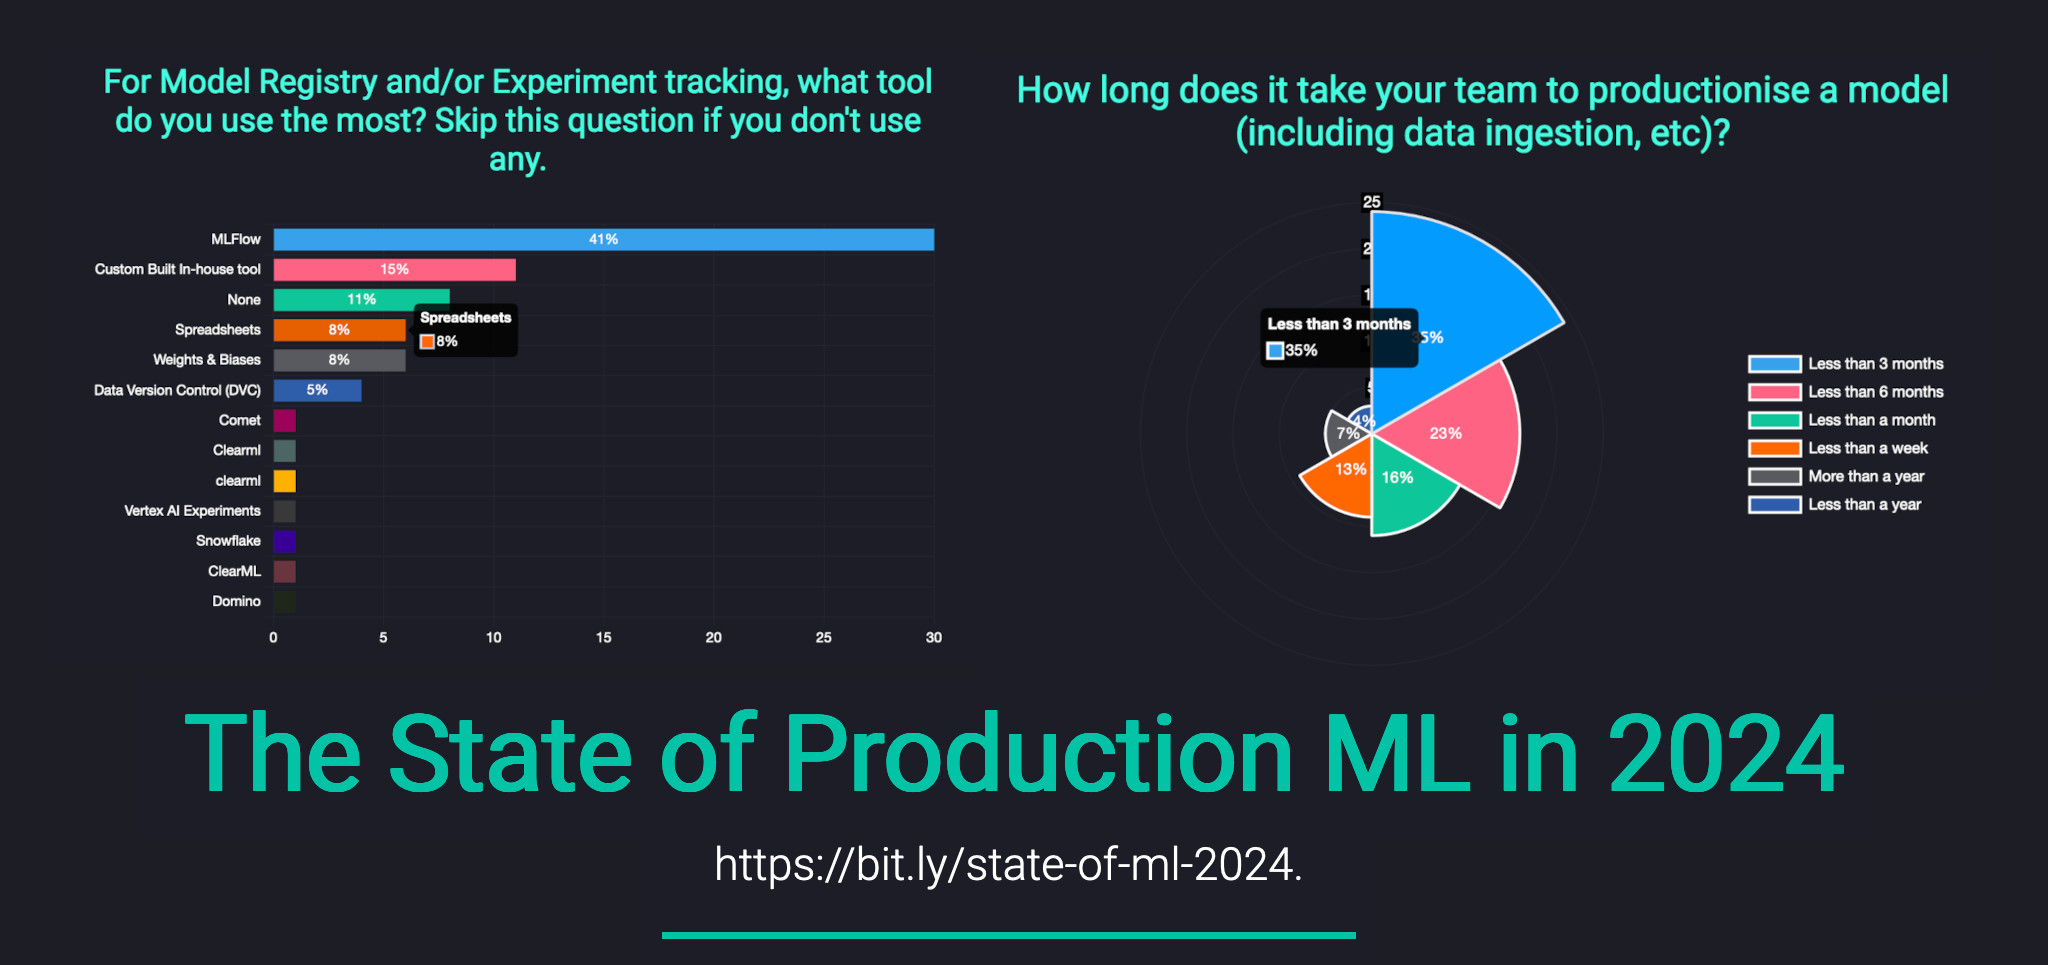 For Model Registry and/or Experiment tracking, what tool
do you use the most? Skip this question if you don't use
any.
MLFlow
41%
Custom Built In-house tool
15%
None
11%
Spreadsheets
8%
Spreadsheets
8%
Weights & Biases
8%
Data Version Control (DVC)
5%
Comet
Clearml
clearml
Vertex AI Experiments
Snowflake
ClearML
Domino
0 5 10 15 20 25 30
How long does it take your team to productionise a model
(including data ingestion, etc)?
25
Less than 3 months
35%
23%
16%
13%
7%
4%
Less than 3 months
Less than 6 months
Less than a month
Less than a week
More than a year
Less than a year
The State of Production ML in 2024
https://bit.ly/state-of-ml-2024.